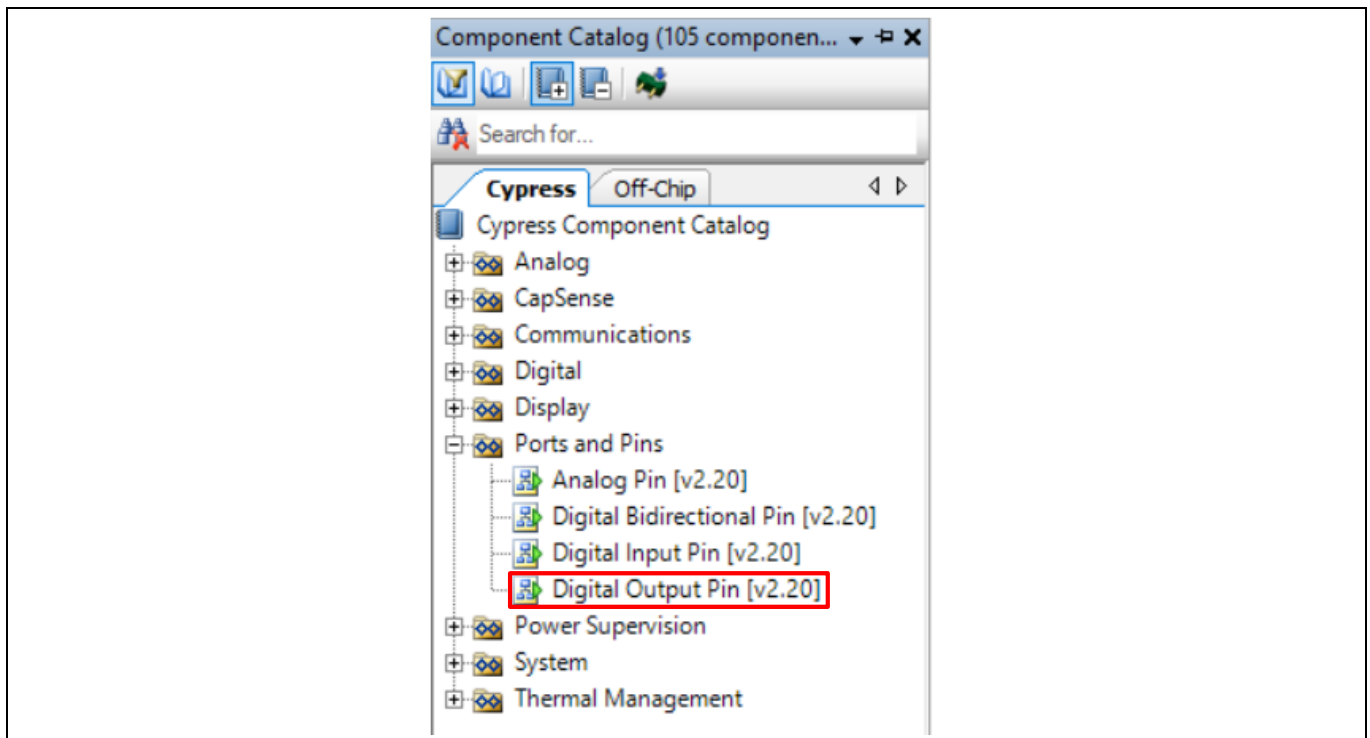 Component Catalog (105 componen...
Search for...
Cypress Off-Chip
Cypress Component Catalog
Analog
CapSense
Communications
Digital
Display
Ports and Pins
Analog Pin [v2.20]
Digital Bidirectional Pin [v2.20]
Digital Input Pin [v2.20]
Digital Output Pin [v2.20]
Power Supervision
System
Thermal Management